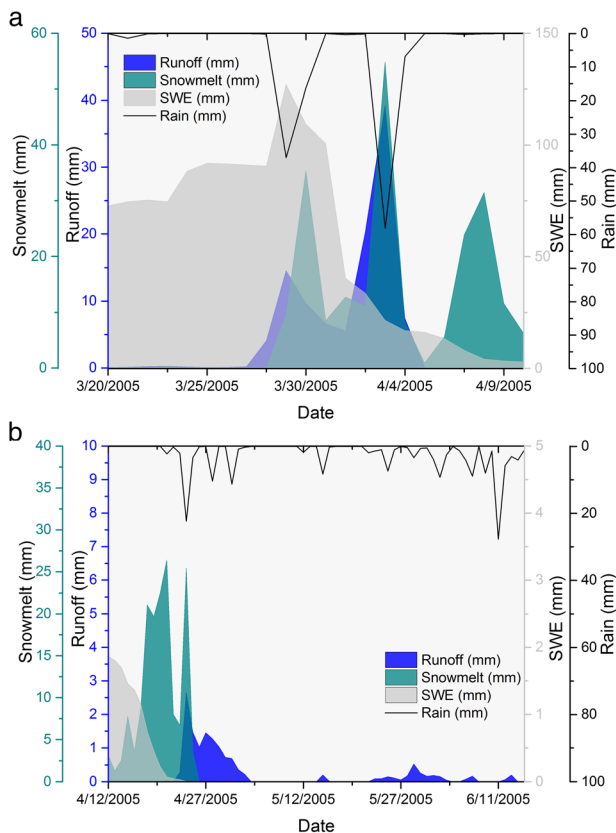 a
Snowmelt (mm)
60
40
20
0
Runoff (mm)
50
40
30
20
10
0
Runoff (mm)
Snowmelt (mm)
SWE (mm)
Rain (mm)
150
100
50
0
SWE (mm)
0
10
20
30
40
50
60
70
80
90
100
Rain (mm)
3/20/2005 3/25/2005 3/30/2005 4/4/2005 4/9/2005
Date
b
Snowmelt (mm)
40
35
30
25
20
15
10
5
0
Runoff (mm)
10
9
8
7
6
5
4
3
2
1
0
Runoff (mm)
Snowmelt (mm)
SWE (mm)
Rain (mm)
5
4
3
2
1
0
SWE (mm)
0
20
40
60
80
100
Rain (mm)
4/12/2005 4/27/2005 5/12/2005 5/27/2005 6/11/2005
Date